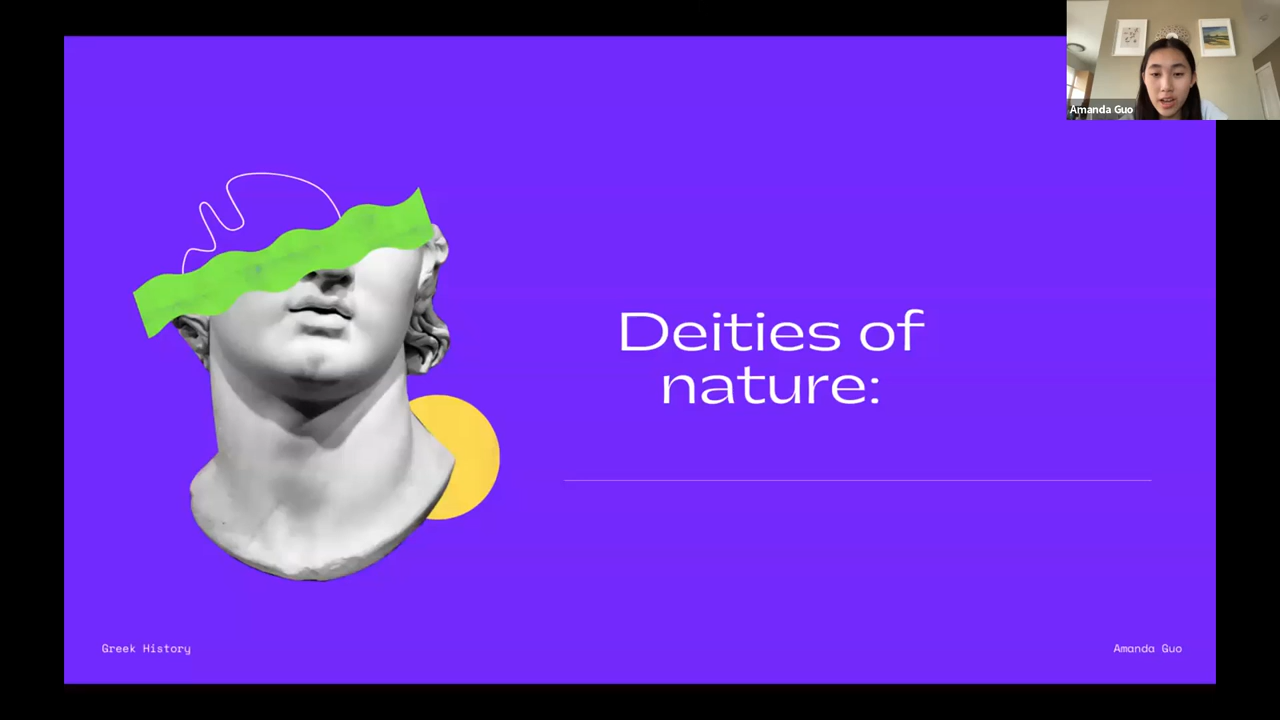 Amanda Guo
Deities of
nature:
Greek History
Amanda Guo